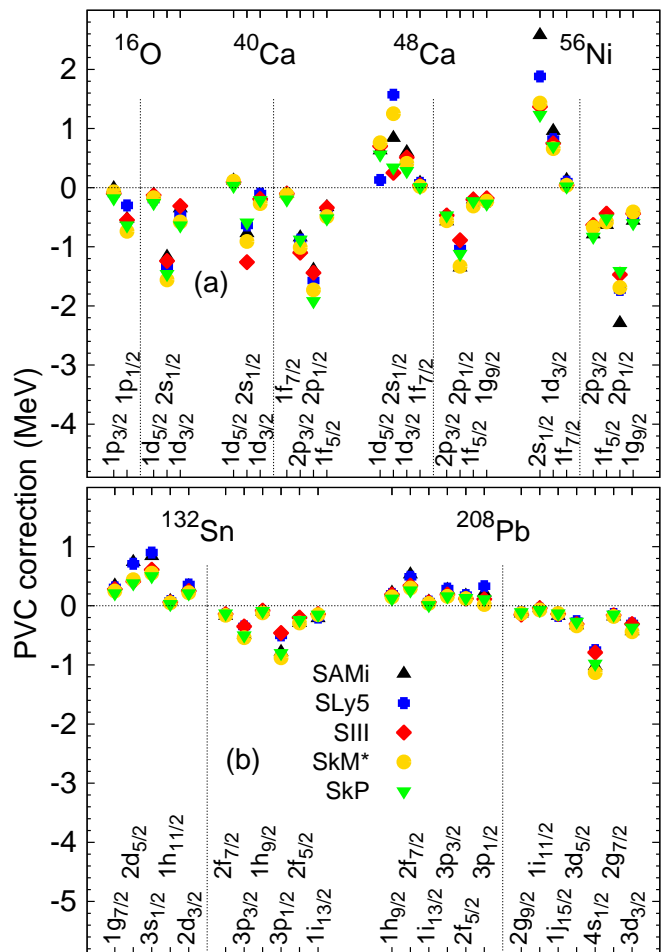 ¹⁶O ⁴⁰Ca ⁴⁸Ca ⁵⁶Ni
2
1
0
-1
-2
-3
-4
(a)
1p1/2 2s1/2 2s1/2 1f7/2 2p1/2 2s1/2 1f7/2 2p1/2 1g9/2 1d3/2 2p3/2 2p1/2
1p3/2 1d5/2 1d3/2 1d5/2 1d3/2 2p3/2 1f5/2 1d5/2 1d3/2 2p3/2 1f5/2 2s1/2 1f7/2 1f5/2 1g9/2
PVC correction (MeV)
¹³²Sn ²⁰⁸Pb
1
0
-1
-2
-3
-4
-5
SAMi
SLy5
SIII
SkM*
SkP
(b)
2d5/2 1h11/2 2f7/2 1h9/2 2f5/2 2f7/2 3p3/2 3p1/2 1i11/2 3d5/2 2g7/2
1g7/2 3s1/2 2d3/2 3p3/2 3p1/2 1i13/2 1h9/2 1i13/2 2f5/2 2g9/2 1j15/2 4s1/2 3d3/2